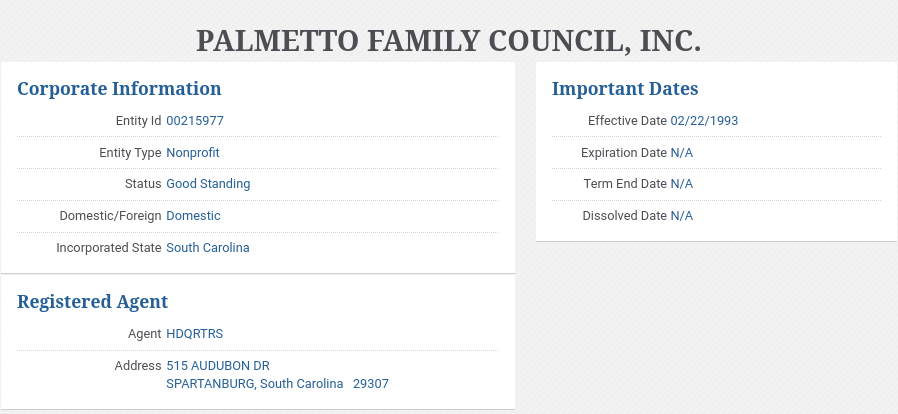 PALMETTO FAMILY COUNCIL, INC.
Corporate Information
Entity Id 00215977
Entity Type Nonprofit
Status Good Standing
Domestic/Foreign Domestic
Incorporated State South Carolina
Important Dates
Effective Date 02/22/1993
Expiration Date N/A
Term End Date N/A
Dissolved Date N/A
Registered Agent
Agent HDQRTRS
Address 515 AUDUBON DR
SPARTANBURG, South Carolina 29307